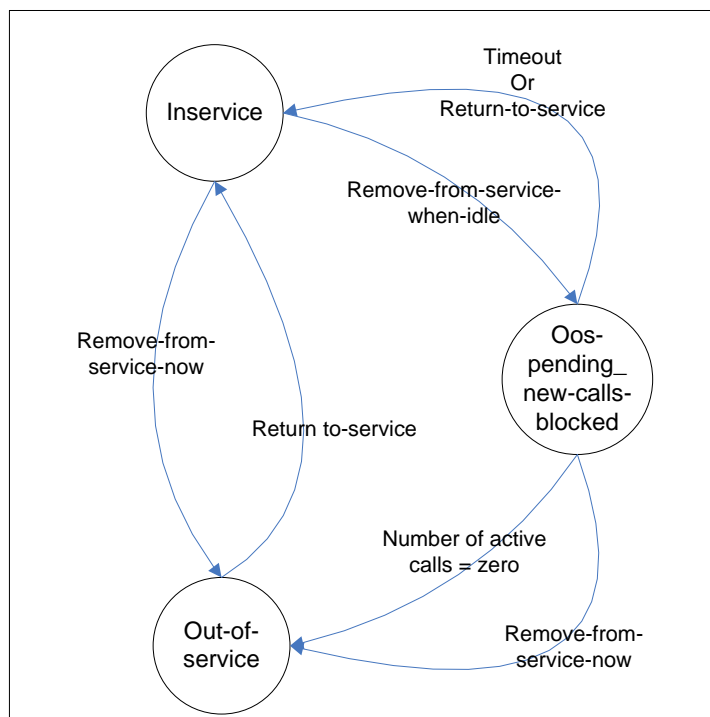 Timeout
Or
Return-to-service
Inservice
Remove-from-service-
when-idle
Oos-
pending_
new-calls-
blocked
Remove-from-
service-now
Return to-service
Number of active
calls = zero
Out-of-
service
Remove-from-
service-now